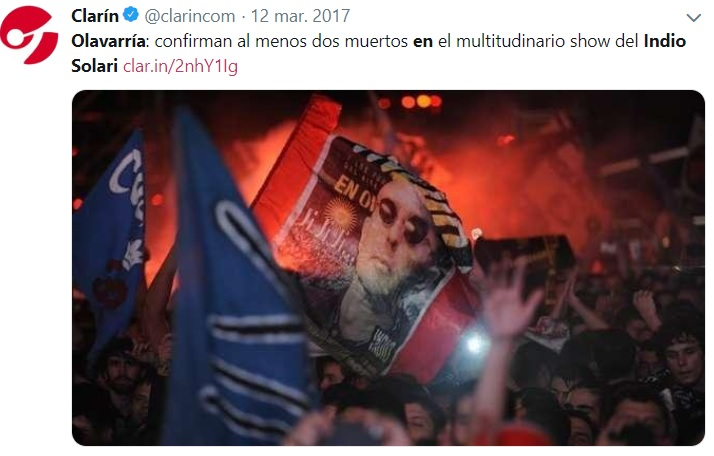 Clarín @clarincom · 12 mar. 2017
Olavarría: confirman al menos dos muertos en el multitudinario show del Indio
Solari clar.in/2nhY1Ig
EN